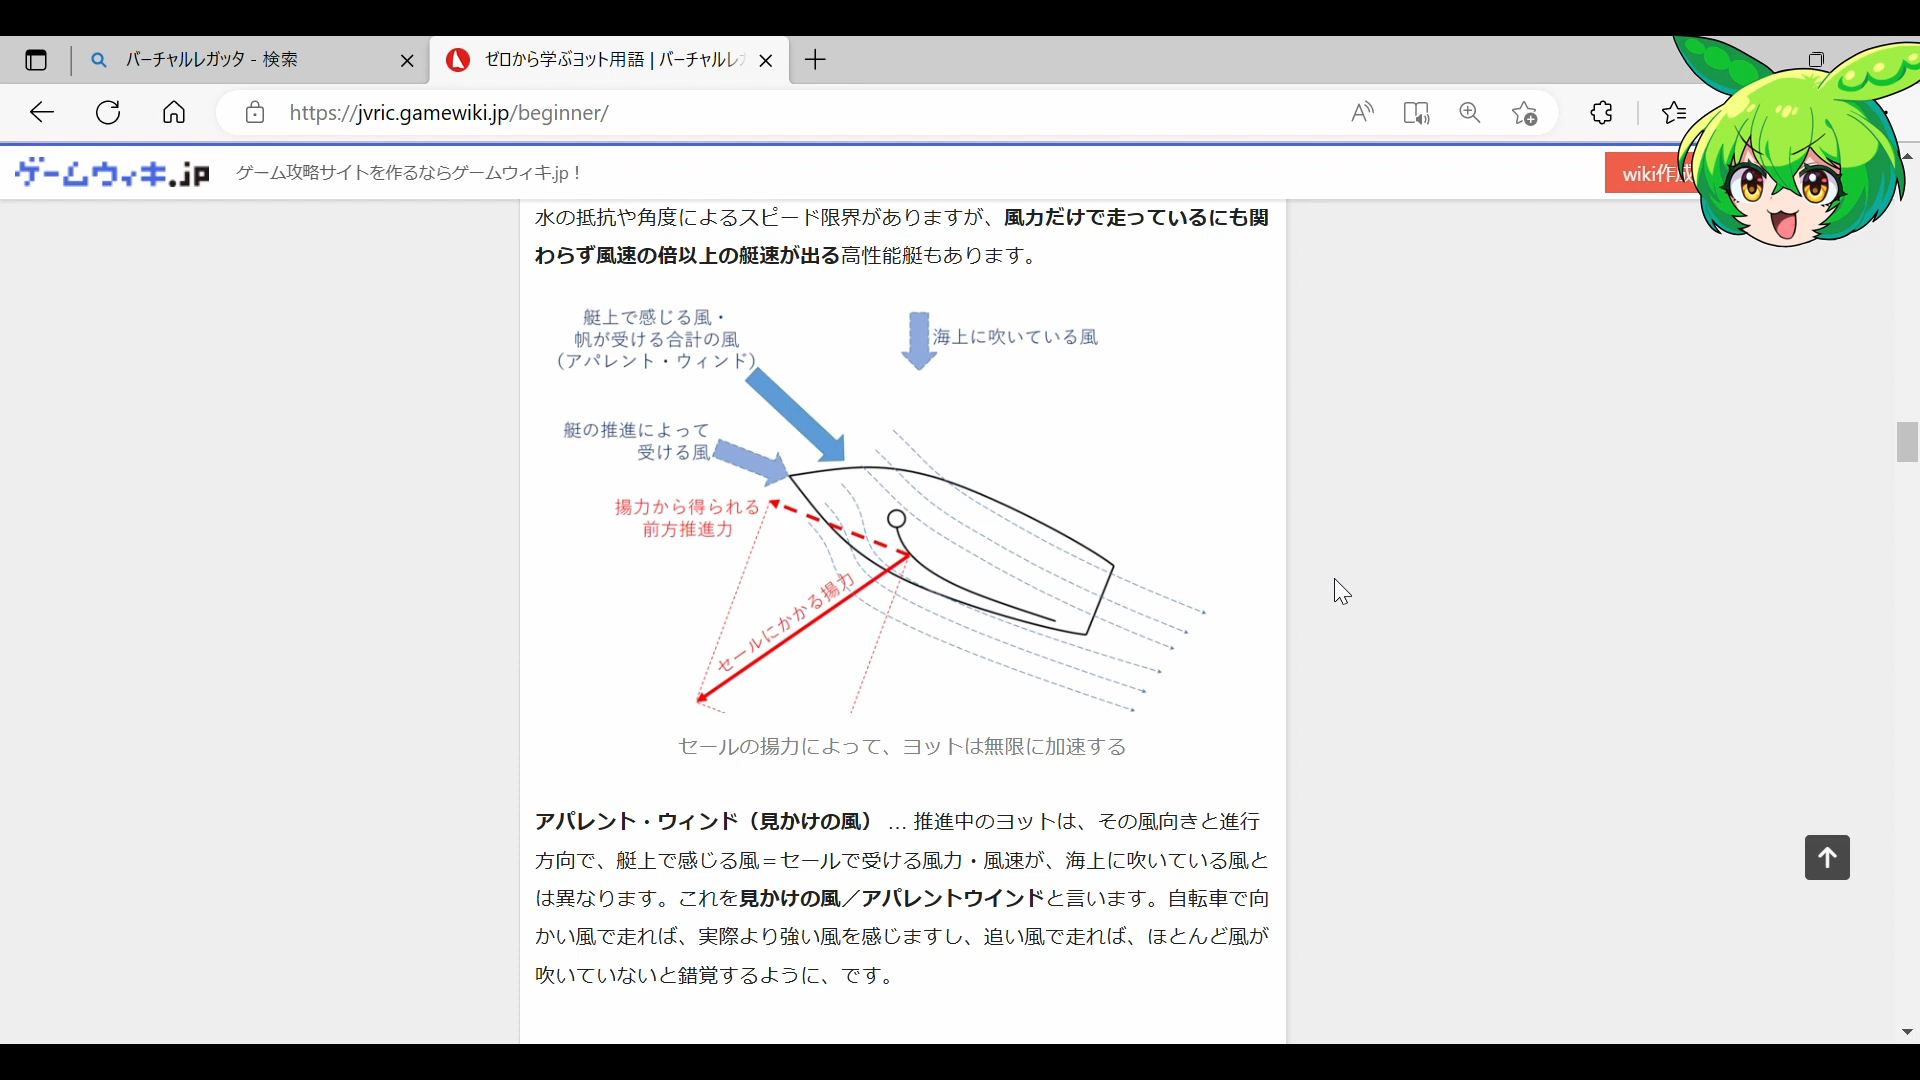 バーチャルレガッタ - 検索
ゼロから学ぶヨット用語 | バーチャルレガ
https://jvric.gamewiki.jp/beginner/
ゲームウィキ.jp
ゲーム攻略サイトを作るならゲームウィキ.jp！
wiki作成
水の抵抗や角度によるスピード限界がありますが、風力だけで走っているにも関
わらず風速の倍以上の艇速が出る高性能艇もあります。
艇上で感じる風・
帆が受ける合計の風
（アパレント・ウィンド）
海上に吹いている風
艇の推進によって
受ける風
揚力から得られる
前方推進力
セールにかかる揚力
セールの揚力によって、ヨットは無限に加速する
アパレント・ウィンド（見かけの風） … 推進中のヨットは、その風向きと進行
方向で、艇上で感じる風＝セールで受ける風力・風速が、海上に吹いている風と
は異なります。これを見かけの風／アパレントウインドと言います。自転車で向
かい風で走れば、実際より強い風を感じますし、追い風で走れば、ほとんど風が
吹いていないと錯覚するように、です。